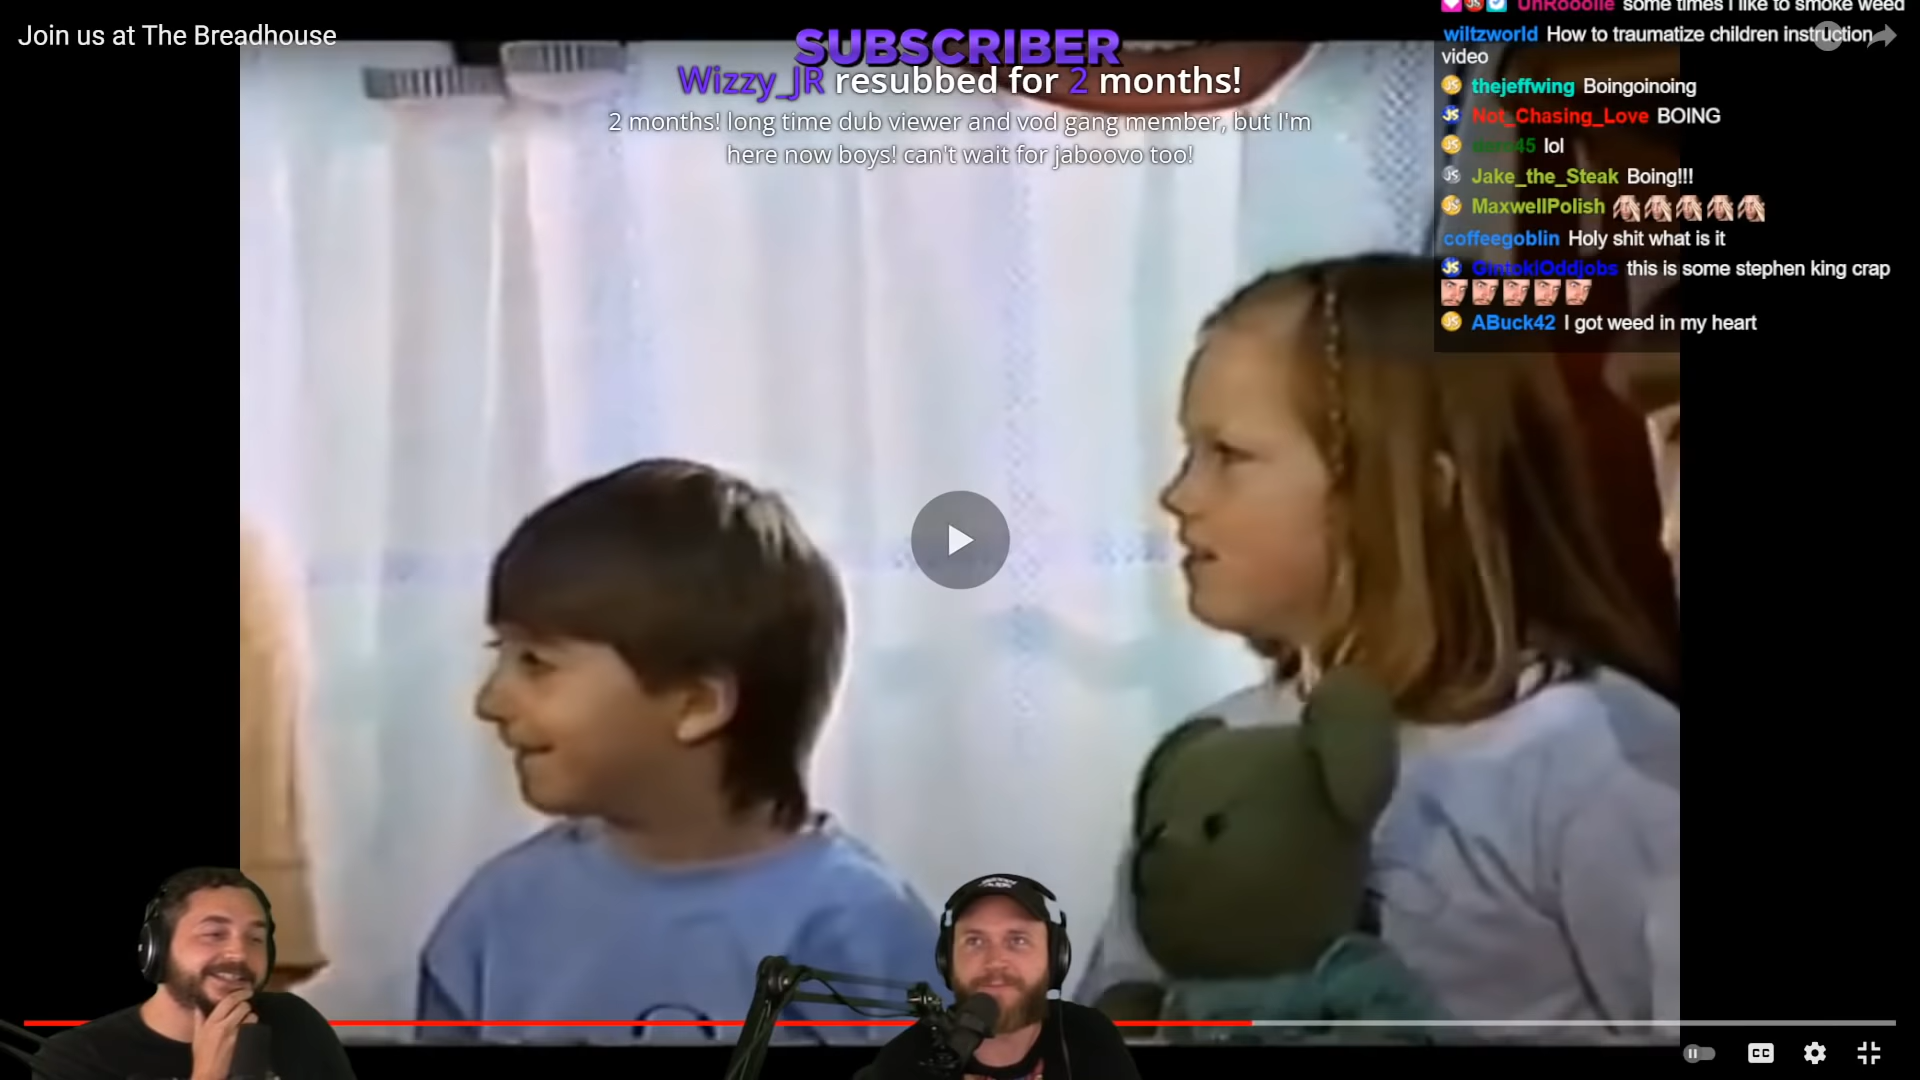 Join us at The Breadhouse
SUBSCRIBER
Wizzy_JR resubbed for 2 months!
2 months! long time dub viewer and vod gang member, but I'm
here now boys! can't wait for jaboovo too!
UnRooolie some times I like to smoke weed
wiltzworld How to traumatize children instruction
video
thejeffwing Boingoinoing
Not_Chasing_Love BOING
lol
Jake_the_Steak Boing!!!
MaxwellPolish
coffeegoblin Holy shit what is it
GintokiOddjobs this is some stephen king crap
ABuck42 I got weed in my heart
CC